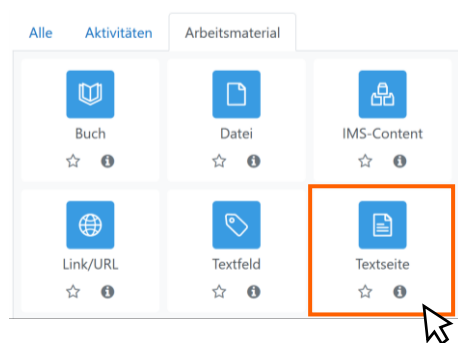 Alle Aktivitäten Arbeitsmaterial
Buch Datei IMS-Content
Link/URL Textfeld Textseite